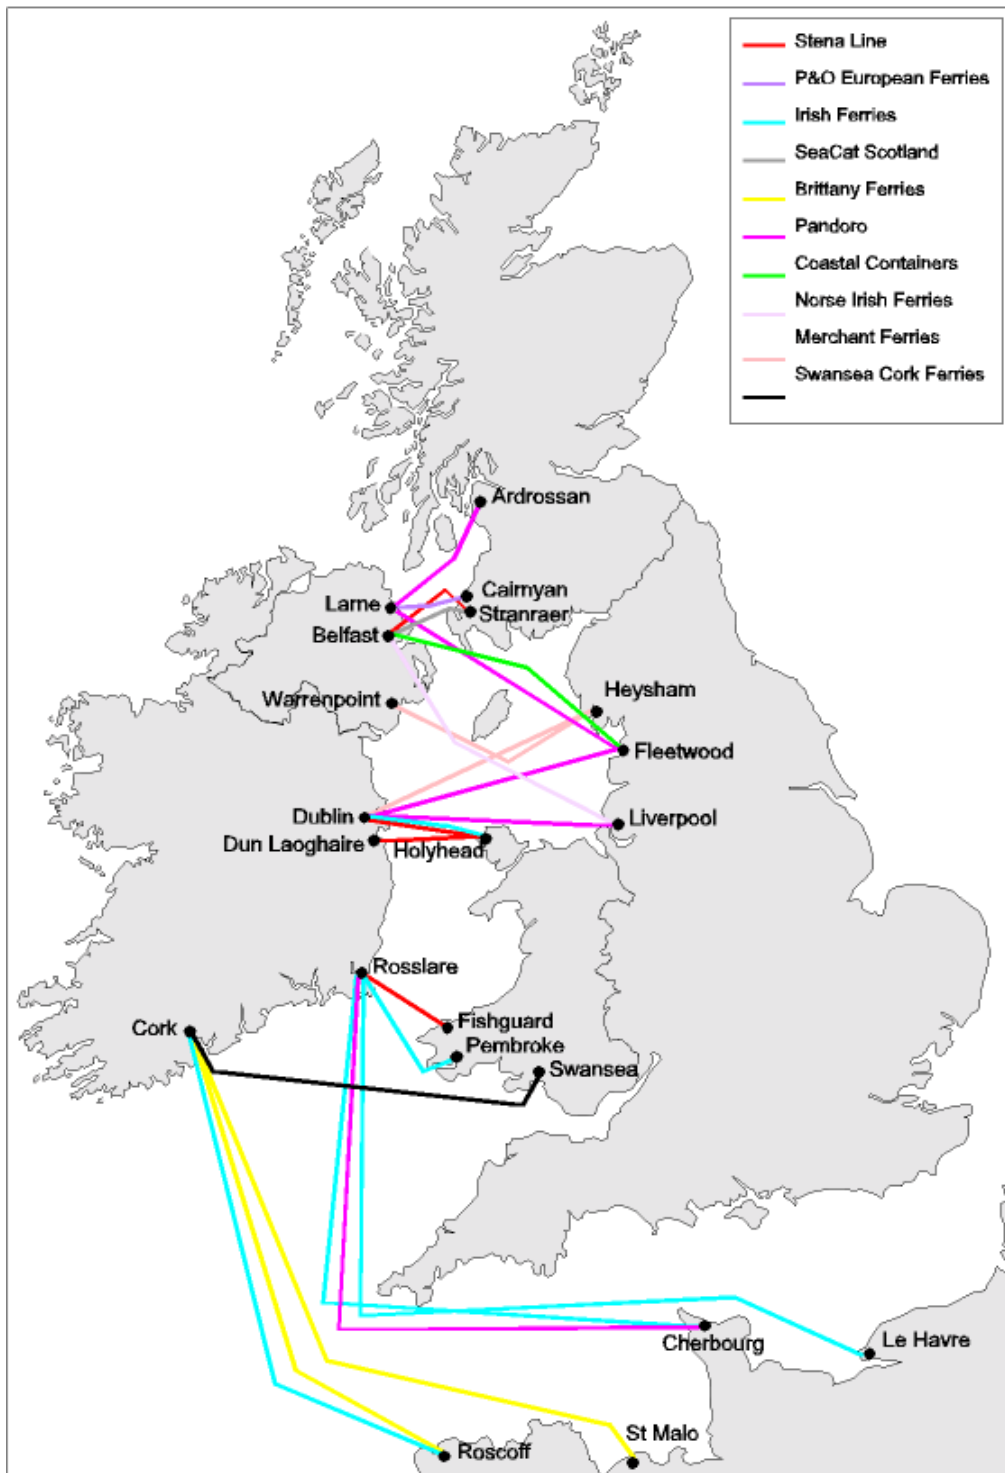 Stena Line
P&O European Ferries
Irish Ferries
SeaCat Scotland
Brittany Ferries
Pandoro
Coastal Containers
Norse Irish Ferries
Merchant Ferries
Swansea Cork Ferries
Ardrossan
Cairnyan
Larne
Stranraer
Belfast
Heysham
Warrenpoint
Fleetwood
Dublin
Liverpool
Dun Laoghaire
Holyhead
Rosslare
Fishguard
Cork
Pembroke
Swansea
Cherbourg
Le Havre
St Malo
Roscoff